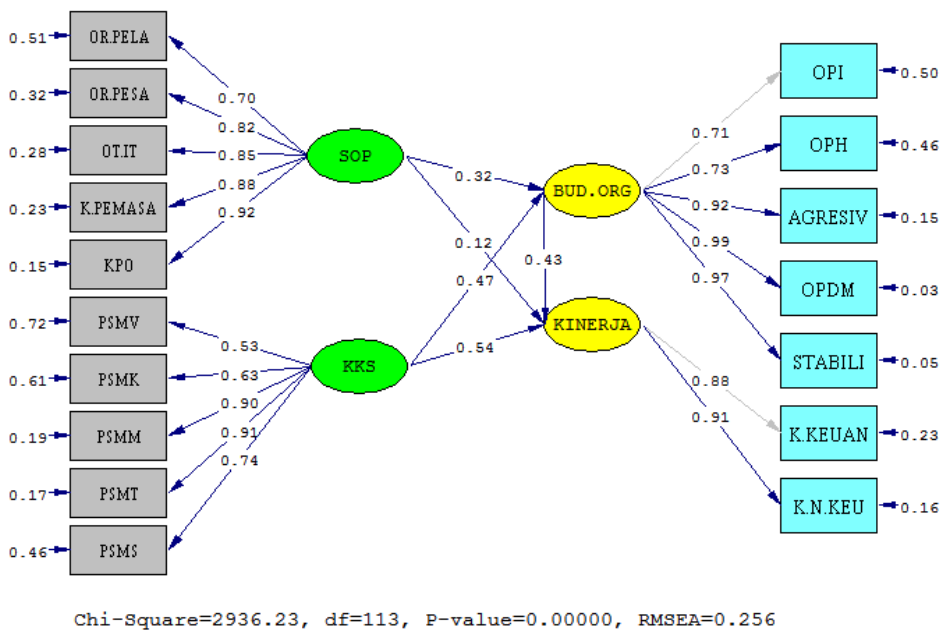 0.51 OR.PELA
0.32 OR.PESA
0.28 OT.IT
0.23 K.PEMASA
0.15 KPO
0.72 PSMV
0.61 PSMK
0.19 PSMM
0.17 PSMT
0.46 PSMS
0.70
0.82
0.85
0.88
0.92
0.53
0.63
0.90
0.91
0.74
SOP
KKS
0.32
0.12
0.47
0.54
0.43
BUD.ORG
KINERJA
0.71
0.73
0.92
0.99
0.97
0.88
0.91
OPI 0.50
OPH 0.46
AGRESIV 0.15
OPDM 0.03
STABILI 0.05
K.KEUAN 0.23
K.N.KEU 0.16
Chi-Square=2936.23, df=113, P-value=0.00000, RMSEA=0.256